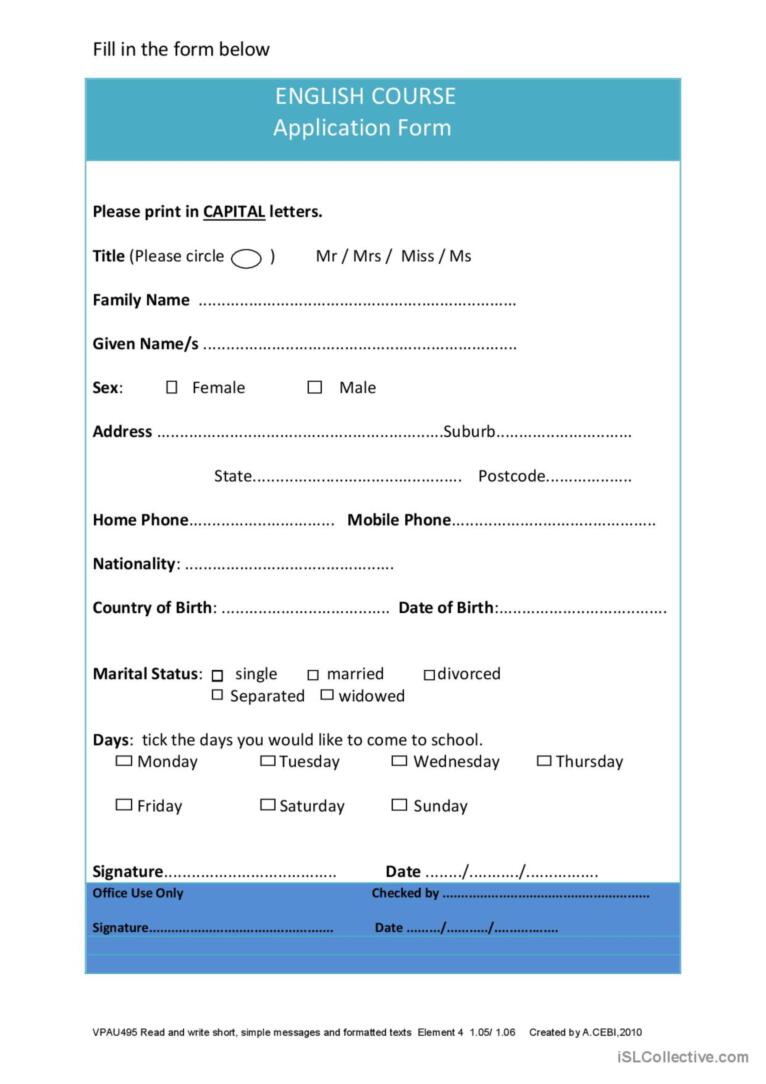 Fill in the form below
ENGLISH COURSE
Application Form
Please print in CAPITAL letters.
Title (Please circle ) Mr / Mrs / Miss / Ms
Family Name ......................................................................
Given Name/s .....................................................................
Sex: □ Female □ Male
Address ...............................................................Suburb..............................
State.............................................. Postcode...................
Home Phone................................ Mobile Phone.............................................
Nationality: ..............................................
Country of Birth: ..................................... Date of Birth:.....................................
Marital Status: □ single □ married □divorced
□ Separated □ widowed
Days: tick the days you would like to come to school.
□ Monday □ Tuesday □ Wednesday □ Thursday
□ Friday □ Saturday □ Sunday
Signature...................................... Date ......../.........../................
Office Use Only Checked by .......................................................
Signature................................................. Date ........./.........../.................
VPAU495 Read and write short, simple messages and formatted texts Element 4 1.05/ 1.06 Created by A.CEBI,2010
iSLCollective.com